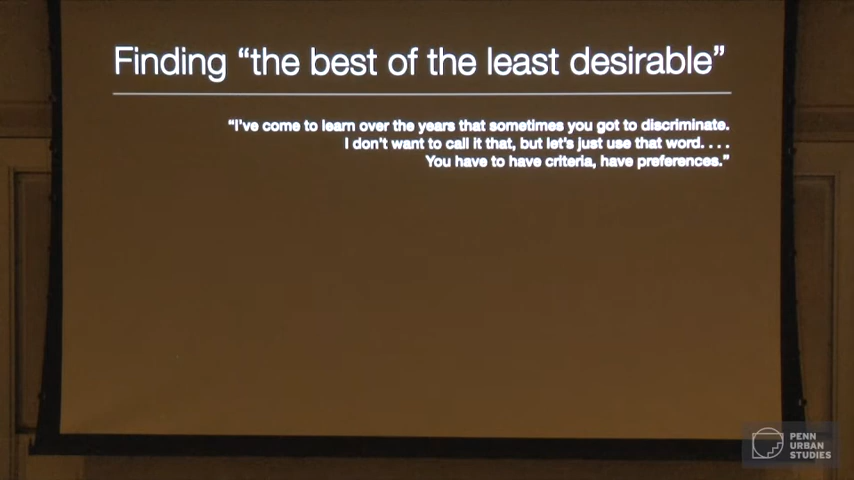 Finding “the best of the least desirable”
“I've come to learn over the years that sometimes you got to discriminate.
I don't want to call it that, but let's just use that word. . . .
You have to have criteria, have preferences.”
PENN
URBAN
STUDIES